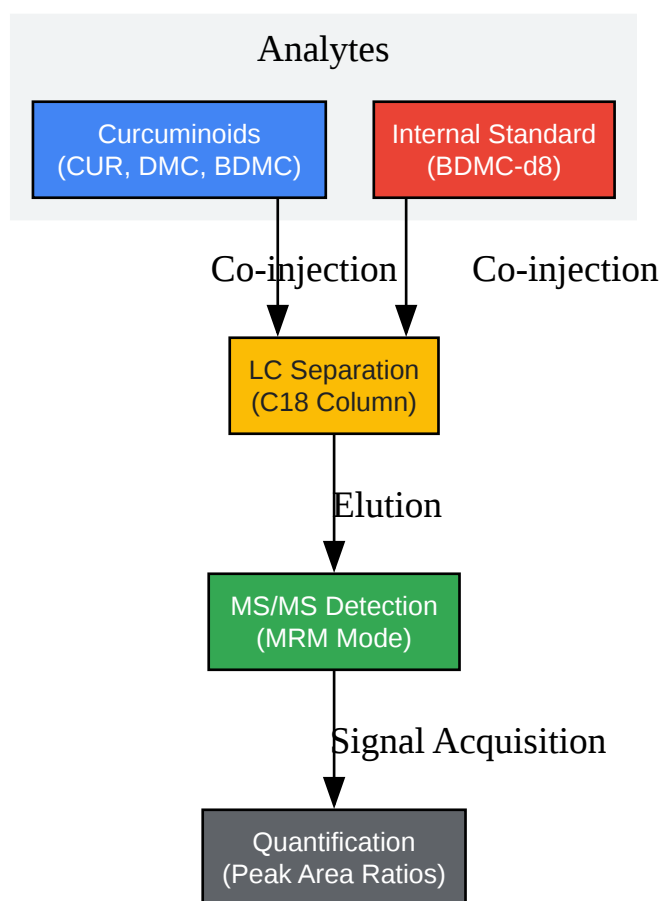 Analytes
Curcuminoids
(CUR, DMC, BDMC)
Internal Standard
(BDMC-d8)
Co-injection
Co-injection
LC Separation
(C18 Column)
Elution
MS/MS Detection
(MRM Mode)
Signal Acquisition
Quantification
(Peak Area Ratios)